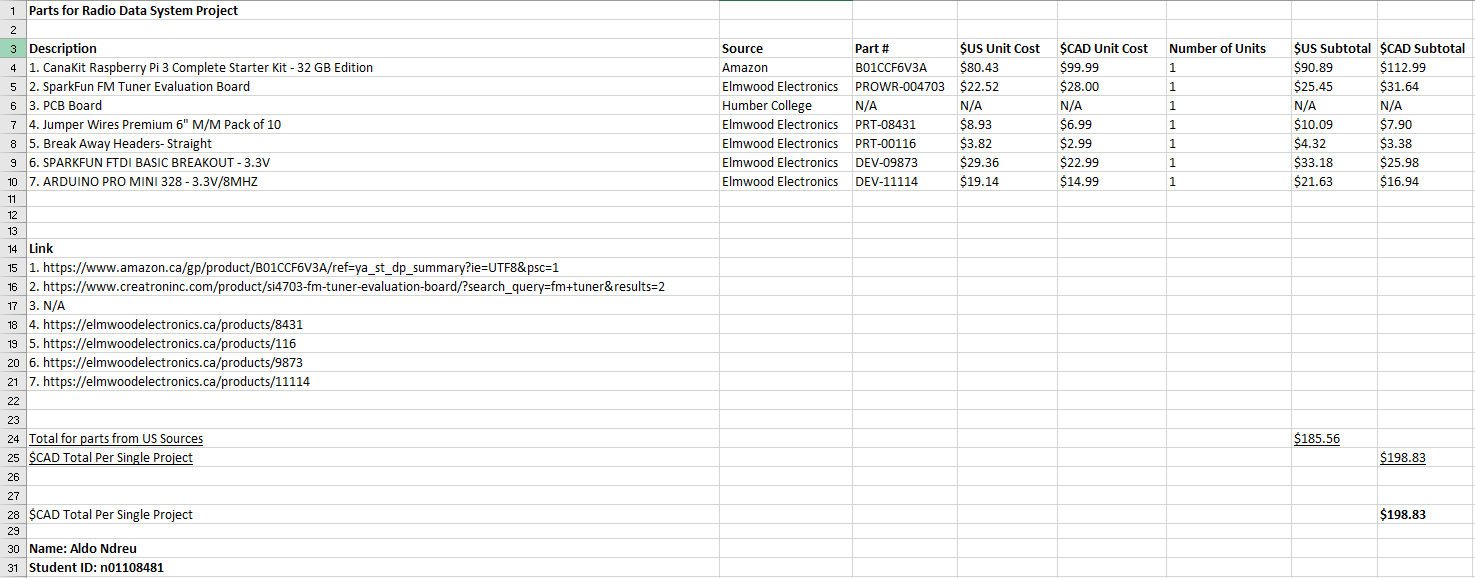 1 Parts for Radio Data System Project
2
3 Description Source Part # $US Unit Cost $CAD Unit Cost Number of Units $US Subtotal $CAD Subtotal
4 1. CanaKit Raspberry Pi 3 Complete Starter Kit - 32 GB Edition Amazon B01CCF6V3A $80.43 $99.99 1 $90.89 $112.99
5 2. SparkFun FM Tuner Evaluation Board Elmwood Electronics PROWR-004703 $22.52 $28.00 1 $25.45 $31.64
6 3. PCB Board Humber College N/A N/A N/A 1 N/A N/A
7 4. Jumper Wires Premium 6" M/M Pack of 10 Elmwood Electronics PRT-08431 $8.93 $6.99 1 $10.09 $7.90
8 5. Break Away Headers- Straight Elmwood Electronics PRT-00116 $3.82 $2.99 1 $4.32 $3.38
9 6. SPARKFUN FTDI BASIC BREAKOUT - 3.3V Elmwood Electronics DEV-09873 $29.36 $22.99 1 $33.18 $25.98
10 7. ARDUINO PRO MINI 328 - 3.3V/8MHZ Elmwood Electronics DEV-11114 $19.14 $14.99 1 $21.63 $16.94
11
12
13
14 Link
15 1. https://www.amazon.ca/gp/product/B01CCF6V3A/ref=ya_st_dp_summary?ie=UTF8&psc=1
16 2. https://www.creatroninc.com/product/si4703-fm-tuner-evaluation-board/?search_query=fm+tuner&results=2
17 3. N/A
18 4. https://elmwoodelectronics.ca/products/8431
19 5. https://elmwoodelectronics.ca/products/116
20 6. https://elmwoodelectronics.ca/products/9873
21 7. https://elmwoodelectronics.ca/products/11114
22
23
24 Total for parts from US Sources $185.56
25 $CAD Total Per Single Project $198.83
26
27
28 $CAD Total Per Single Project $198.83
29
30 Name: Aldo Ndreu
31 Student ID: n01108481